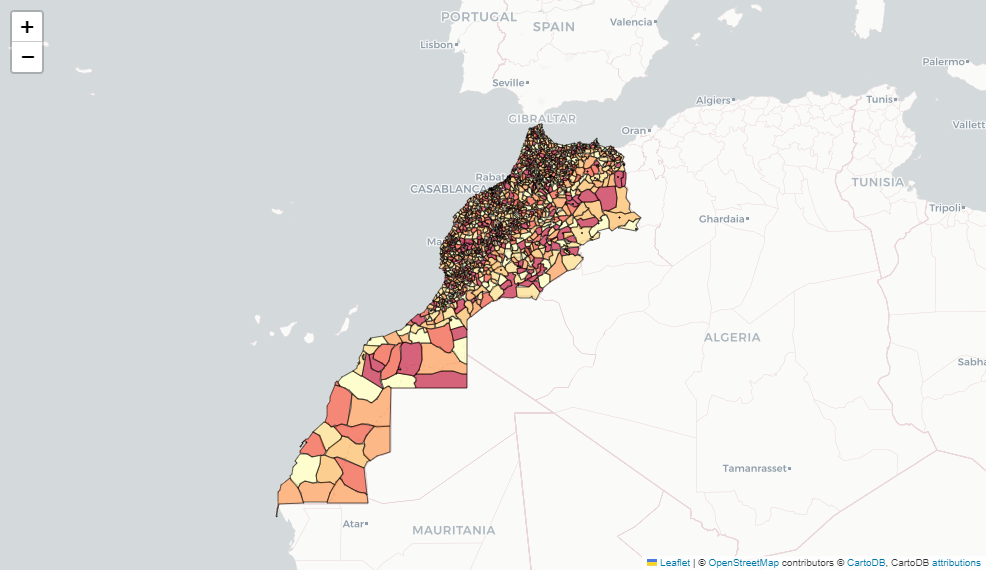 +
−
PORTUGAL
SPAIN
Valencia
Lisbon
Palermo
Seville
Algiers
Tunis
GIBRALTAR
Vallett
Oran
Rabat
TUNISIA
CASABLANCA
Tripoli
Ghardaia
Ma
ALGERIA
Sabha
Tamanrasset
Atar
MAURITANIA
Leaflet | © OpenStreetMap contributors © CartoDB, CartoDB attributions